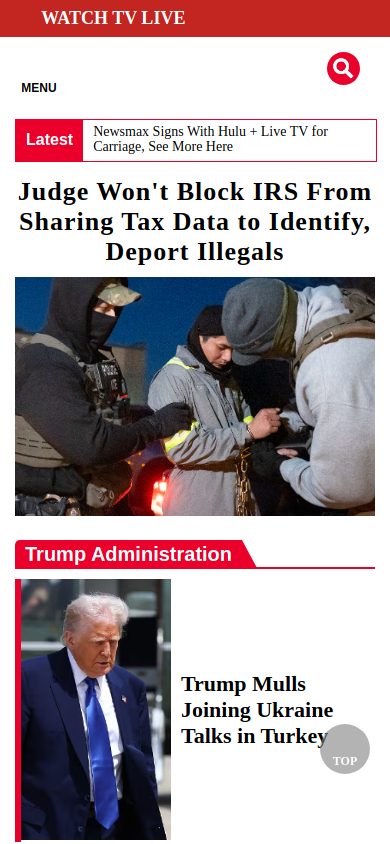 WATCH TV LIVE
MENU
Latest
Newsmax Signs With Hulu + Live TV for
Carriage, See More Here
Judge Won't Block IRS From
Sharing Tax Data to Identify,
Deport Illegals
POLICE
ICE
Trump Administration
Trump Mulls
Joining Ukraine
Talks in Turkey
TOP